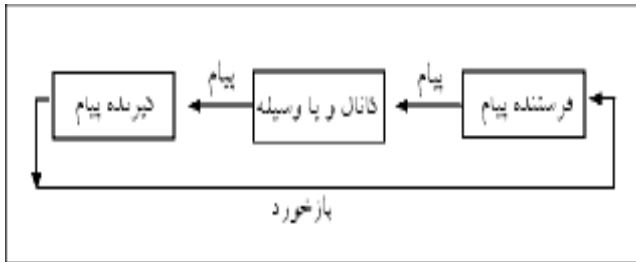 پیام
پیام
فرستنده پیام
کانال و یا وسیله
گیرنده پیام
بازخورد